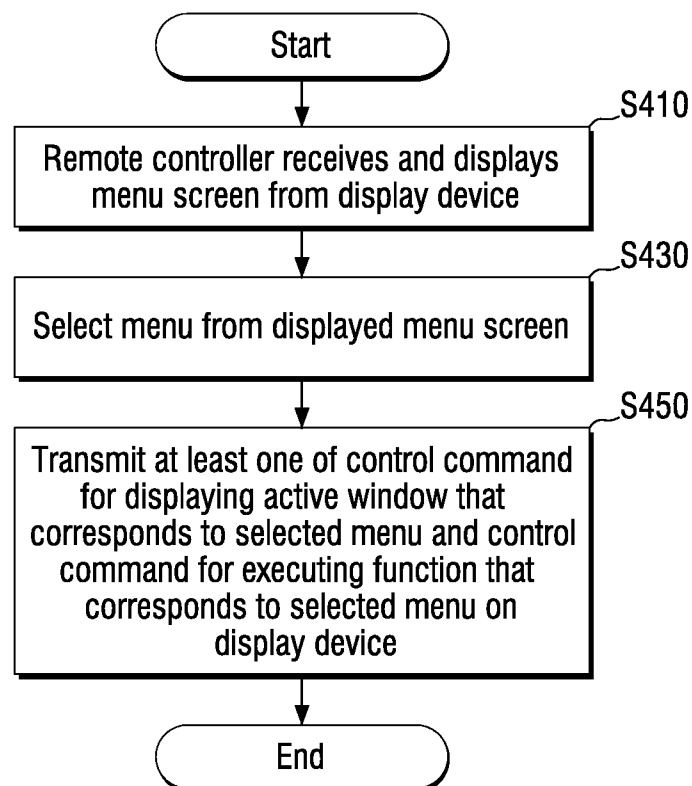 Start
S410
Remote controller receives and displays
menu screen from display device
S430
Select menu from displayed menu screen
S450
Transmit at least one of control command
for displaying active window that
corresponds to selected menu and control
command for executing function that
corresponds to selected menu on
display device
End